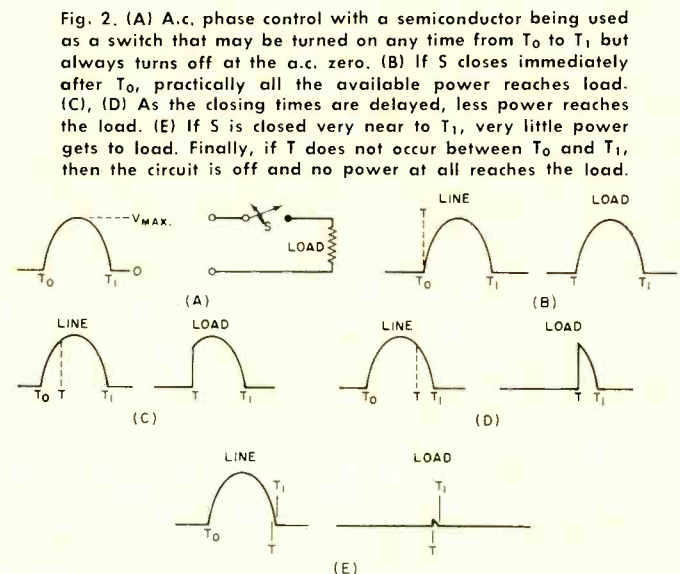 Fig. 2. (A) A.c. phase control with a semiconductor being used
as a switch that may be turned on any time from T₀ to T₁ but
always turns off at the a.c. zero. (B) If S closes immediately
after T₀, practically all the available power reaches load.
(C), (D) As the closing times are delayed, less power reaches
the load. (E) If S is closed very near to T₁, very little power
gets to load. Finally, if T does not occur between T₀ and T₁,
then the circuit is off and no power at all reaches the load.
LINE LOAD
VMAX. T
S
LOAD
0
T₀ T₁ T₀ T₁ T T₁
(A) (B)
LINE LOAD LINE LOAD
T₀ T T₁ T T₁ T₀ T T₁ T T₁
(C) (D)
LINE LOAD
T₁ T₁
T₀ T T
(E)